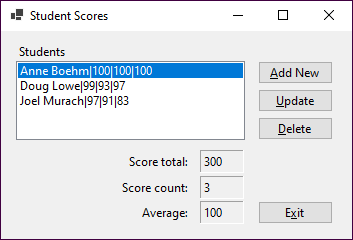 Student Scores
Students
Anne Boehm|100|100|100
Doug Lowe|99|93|97
Joel Murach|97|91|83
Add New
Update
Delete
Score total: 300
Score count: 3
Average: 100
Exit